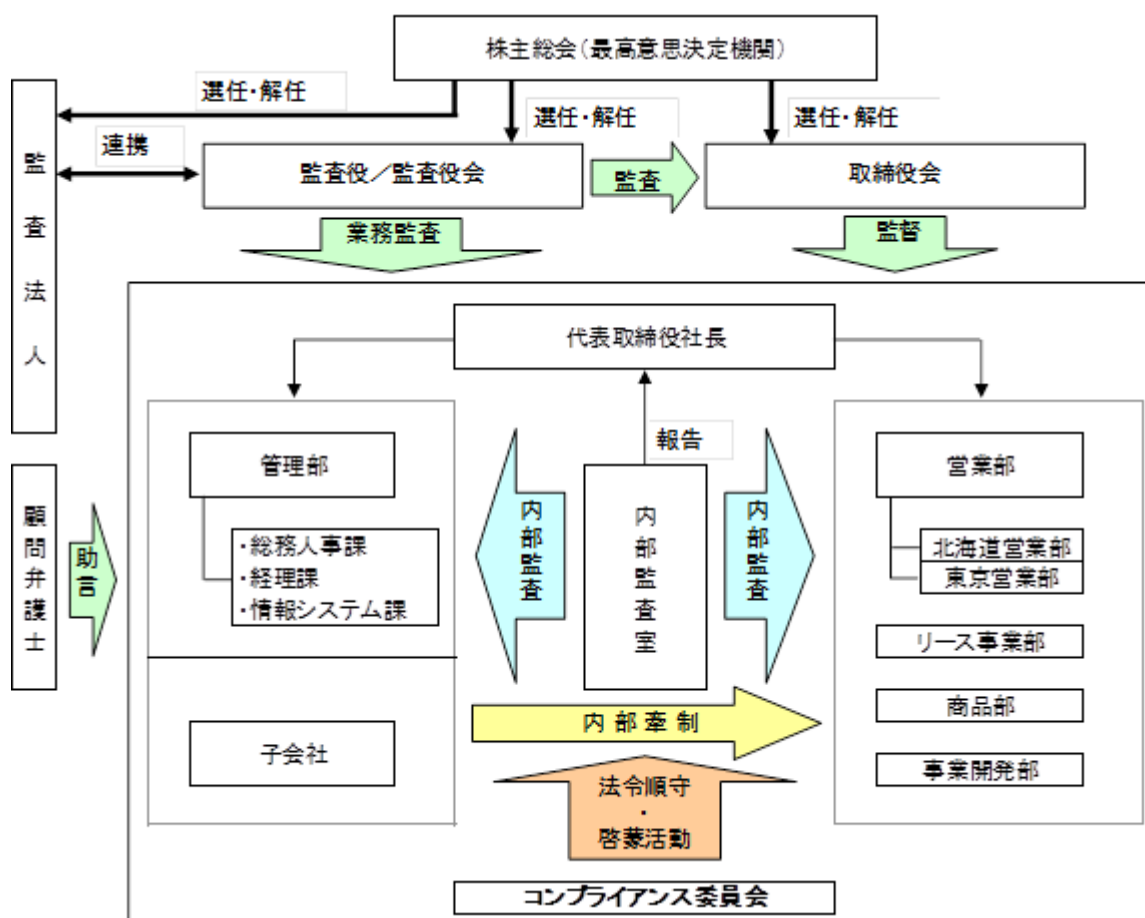 株主総会（最高意思決定機関）
選任・解任
選任・解任
選任・解任
連携
監査法人
監査役／監査役会
監査
取締役会
業務監査
監督
代表取締役社長
報告
管理部
・総務人事課
・経理課
・情報システム課
子会社
顧問弁護士
助言
内部監査
内部監査室
内部監査
営業部
北海道営業部
東京営業部
リース事業部
商品部
事業開発部
内部牽制
法令順守
・
啓蒙活動
コンプライアンス委員会